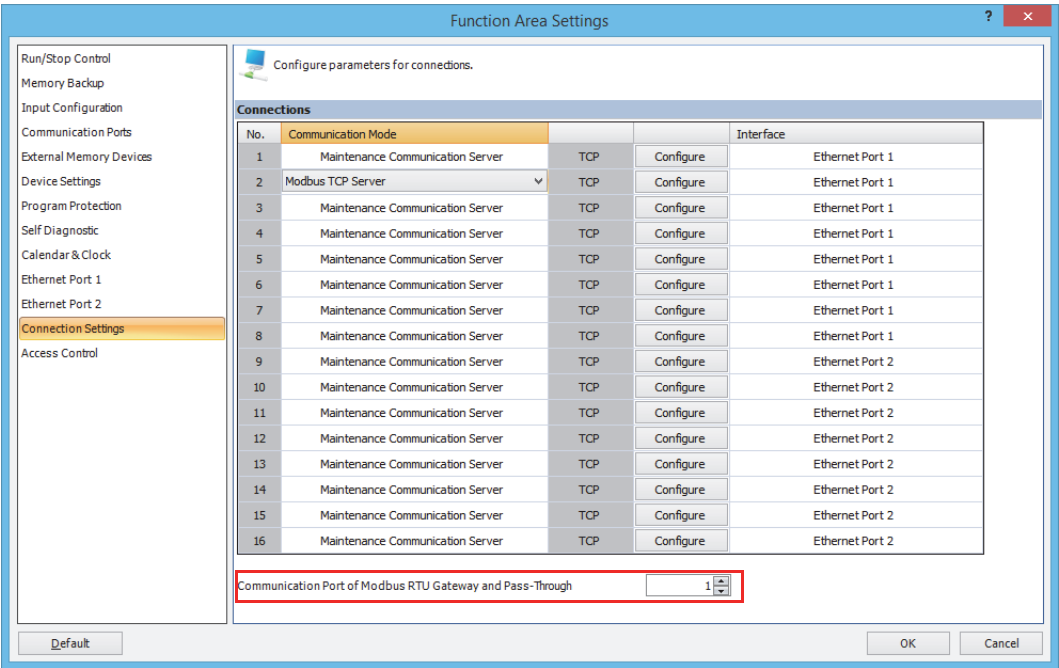 Function Area Settings
? ×
Run/Stop Control
Memory Backup
Input Configuration
Communication Ports
External Memory Devices
Device Settings
Program Protection
Self Diagnostic
Calendar & Clock
Ethernet Port 1
Ethernet Port 2
Connection Settings
Access Control
Configure parameters for connections.
Connections
No. Communication Mode Interface
1 Maintenance Communication Server TCP Configure Ethernet Port 1
2 Modbus TCP Server TCP Configure Ethernet Port 1
3 Maintenance Communication Server TCP Configure Ethernet Port 1
4 Maintenance Communication Server TCP Configure Ethernet Port 1
5 Maintenance Communication Server TCP Configure Ethernet Port 1
6 Maintenance Communication Server TCP Configure Ethernet Port 1
7 Maintenance Communication Server TCP Configure Ethernet Port 1
8 Maintenance Communication Server TCP Configure Ethernet Port 1
9 Maintenance Communication Server TCP Configure Ethernet Port 2
10 Maintenance Communication Server TCP Configure Ethernet Port 2
11 Maintenance Communication Server TCP Configure Ethernet Port 2
12 Maintenance Communication Server TCP Configure Ethernet Port 2
13 Maintenance Communication Server TCP Configure Ethernet Port 2
14 Maintenance Communication Server TCP Configure Ethernet Port 2
15 Maintenance Communication Server TCP Configure Ethernet Port 2
16 Maintenance Communication Server TCP Configure Ethernet Port 2
Communication Port of Modbus RTU Gateway and Pass-Through 1
Default OK Cancel